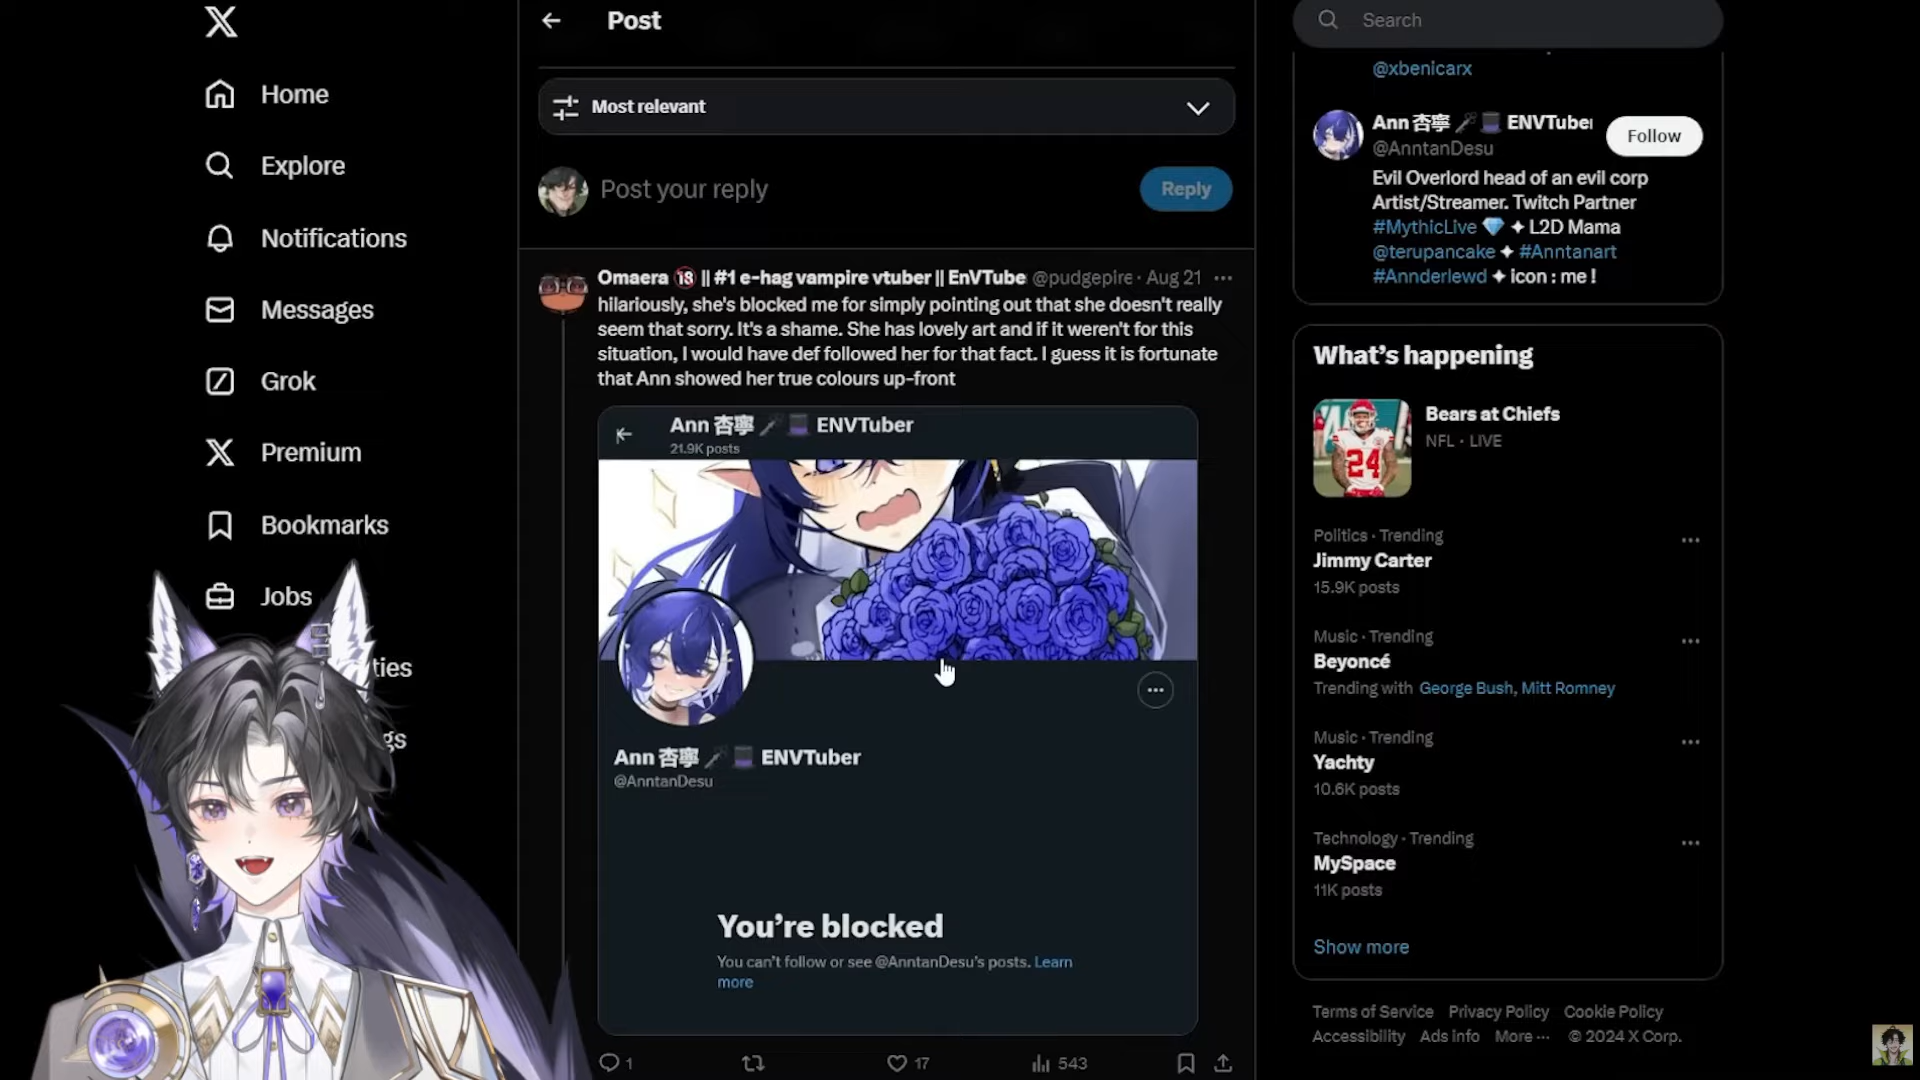 Home
Explore
Notifications
Messages
Grok
Premium
Bookmarks
Jobs
ties
gs
Post
Most relevant
Post your reply
Reply
Omaera 🔞 || #1 e-hag vampire vtuber || EnVTube @pudgepire · Aug 21
hilariously, she's blocked me for simply pointing out that she doesn't really
seem that sorry. It's a shame. She has lovely art and if it weren't for this
situation, I would have def followed her for that fact. I guess it is fortunate
that Ann showed her true colours up-front
Ann 杏寧 🥄🎩 ENVTuber
21.9K posts
Ann 杏寧 🥄🎩 ENVTuber
@AnntanDesu
You're blocked
You can't follow or see @AnntanDesu's posts. Learn
more
1
17
543
Search
@xbenicarx
Ann 杏寧 🥄🎩 ENVTuber
@AnntanDesu
Follow
Evil Overlord head of an evil corp
Artist/Streamer. Twitch Partner
#MythicLive 💎 ✦ L2D Mama
@terupancake ✦ #Anntanart
#Annderlewd ✦ icon : me !
What's happening
Bears at Chiefs
NFL · LIVE
24
Politics · Trending
Jimmy Carter
15.9K posts
Music · Trending
Beyoncé
Trending with George Bush, Mitt Romney
Music · Trending
Yachty
10.6K posts
Technology · Trending
MySpace
11K posts
Show more
Terms of Service Privacy Policy Cookie Policy
Accessibility Ads info More ··· © 2024 X Corp.